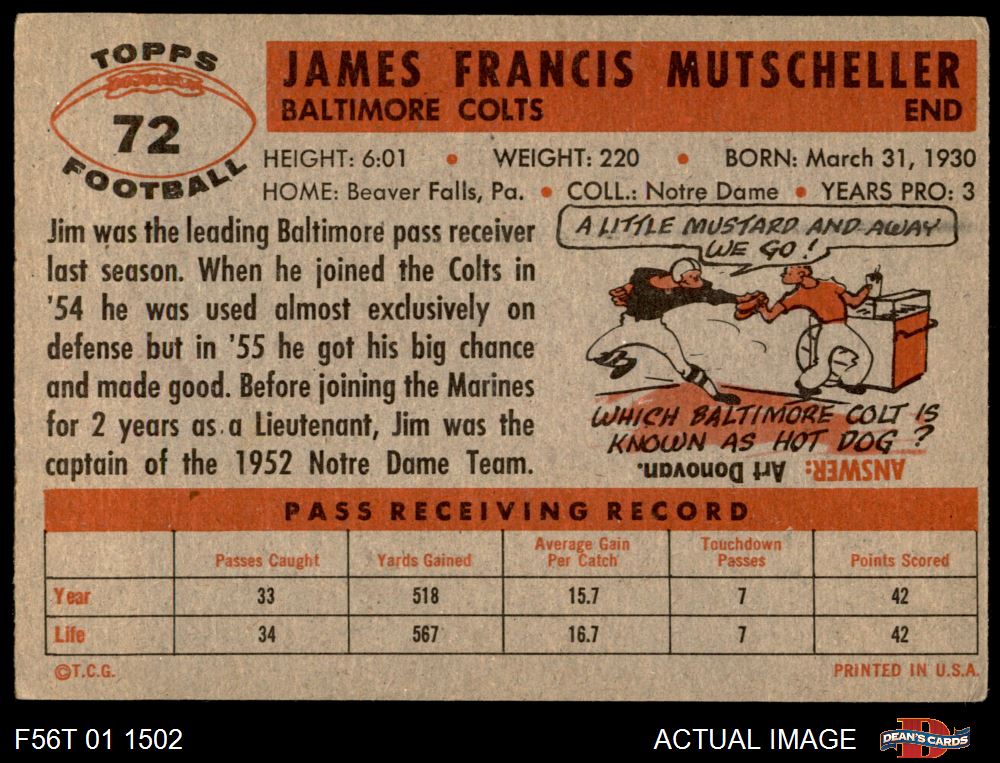 TOPPS
72
FOOTBALL
JAMES FRANCIS MUTSCHELLER
BALTIMORE COLTS END
HEIGHT: 6:01 • WEIGHT: 220 • BORN: March 31, 1930
HOME: Beaver Falls, Pa. • COLL.: Notre Dame • YEARS PRO: 3
Jim was the leading Baltimore pass receiver
last season. When he joined the Colts in
'54 he was used almost exclusively on
defense but in '55 he got his big chance
and made good. Before joining the Marines
for 2 years as a Lieutenant, Jim was the
captain of the 1952 Notre Dame Team.
A LITTLE MUSTARD AND AWAY
WE GO!
WHICH BALTIMORE COLT IS
KNOWN AS HOT DOG?
ANSWER: Art Donovan.
PASS RECEIVING RECORD
Passes Caught Yards Gained Average Gain Per Catch Touchdown Passes Points Scored
Year 33 518 15.7 7 42
Life 34 567 16.7 7 42
©T.C.G. PRINTED IN U.S.A.
F56T 01 1502 ACTUAL IMAGE D DEAN'S CARDS